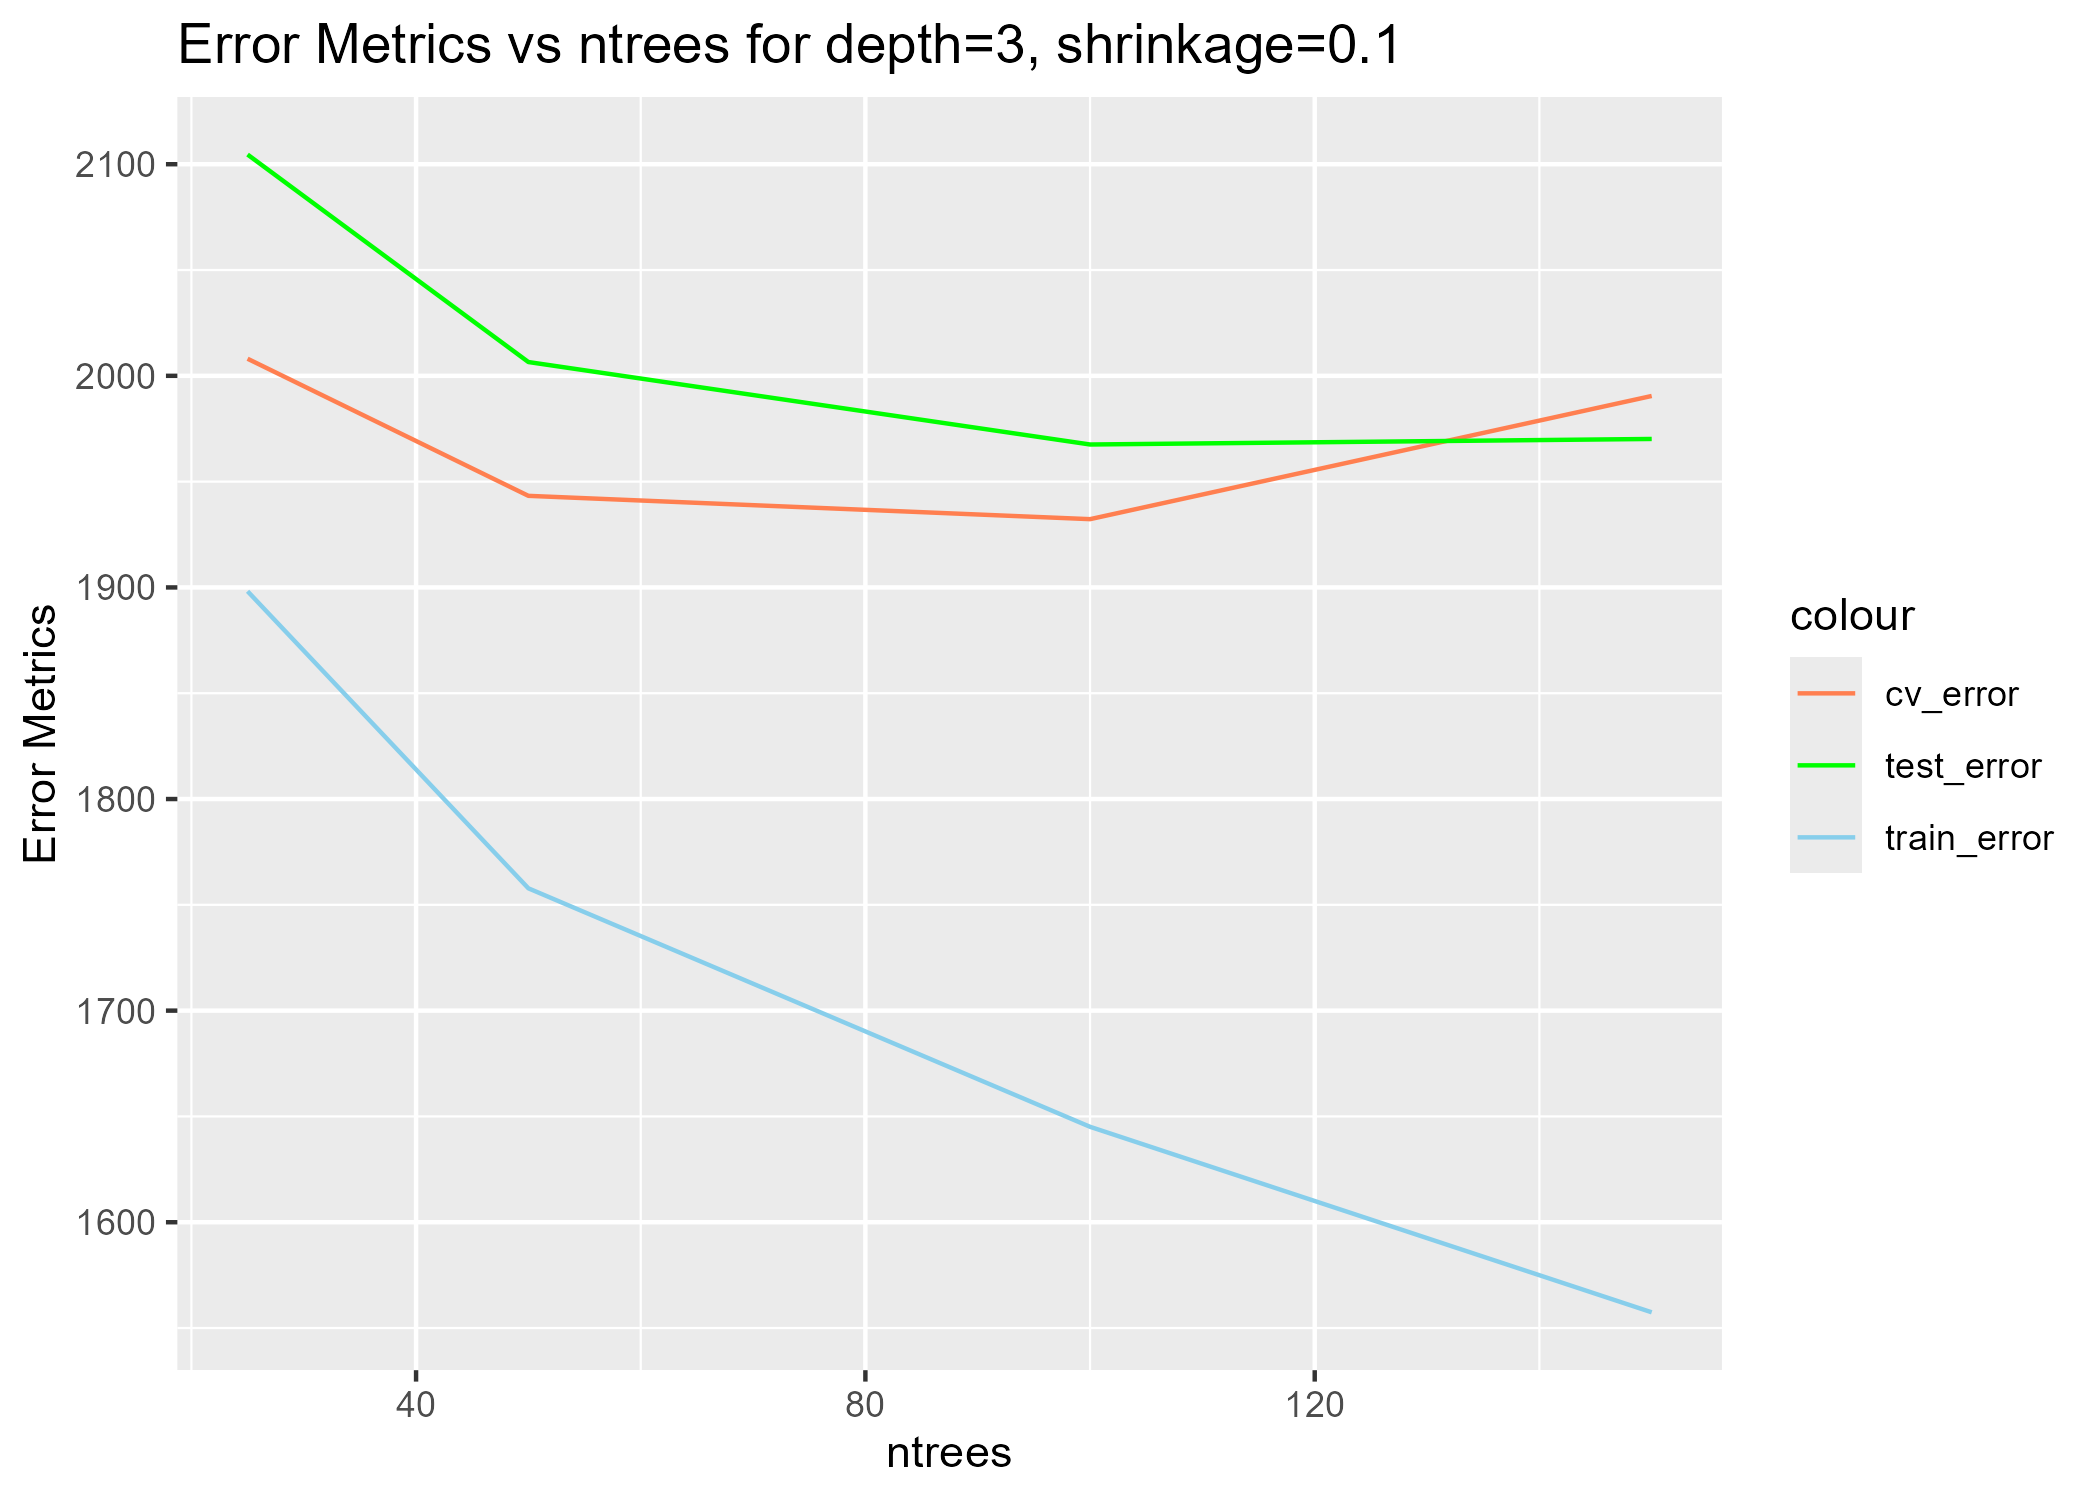 Error Metrics vs ntrees for depth=3, shrinkage=0.1
2100
2000
1900
1800
1700
1600
Error Metrics
40
80
120
ntrees
colour
cv_error
test_error
train_error